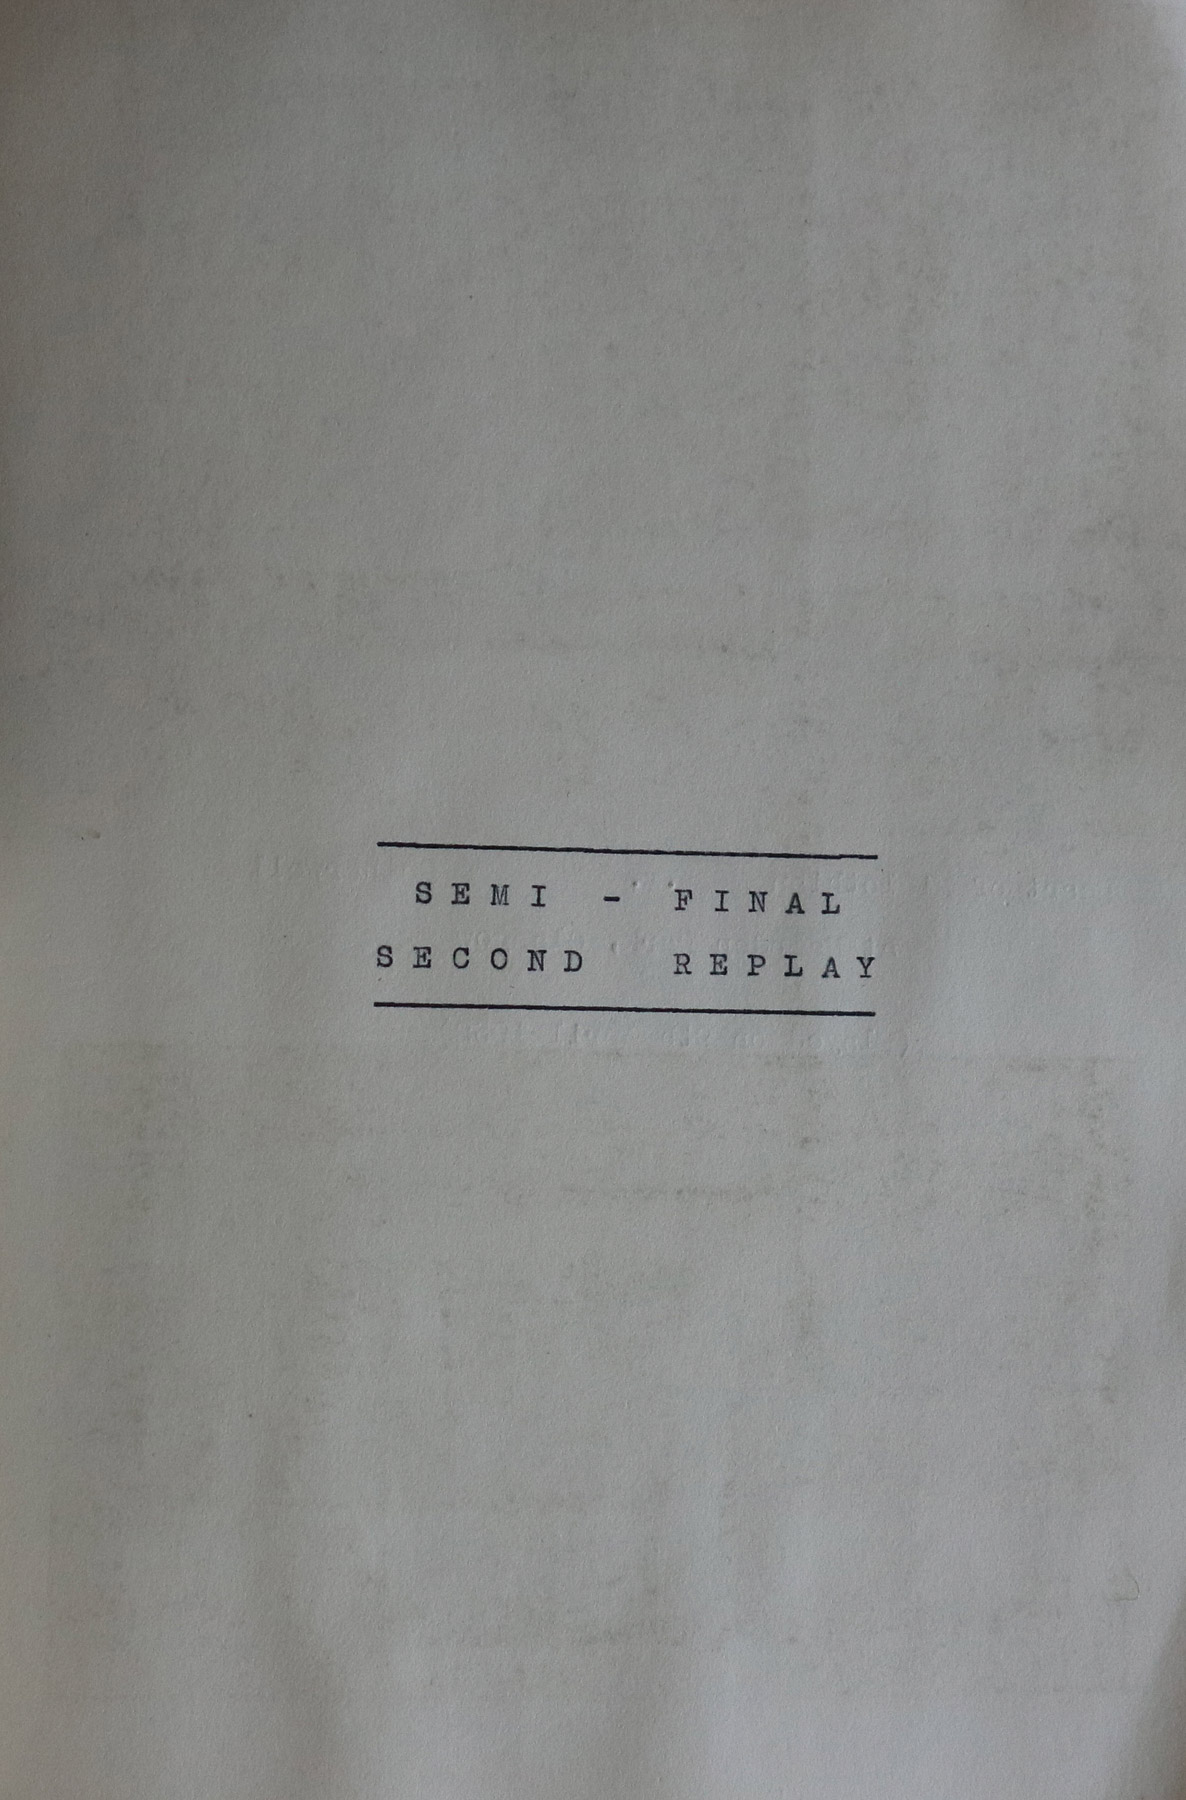 SEMI - FINAL
SECOND REPLAY